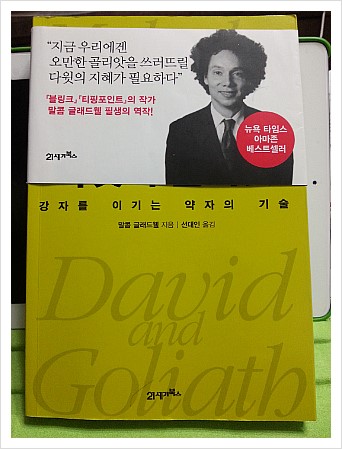 "지금 우리에겐
오만한 골리앗을 쓰러뜨릴
다윗의 지혜가 필요하다"
『블링크』, 『티핑포인트』의 작가
말콤 글래드웰 필생의 역작!
뉴욕 타임스
아마존
베스트셀러
21세기북스
강자를 이기는 약자의 기술
말콤 글래드웰 지음 | 선대인 옮김
David
and
Goliath
21세기북스